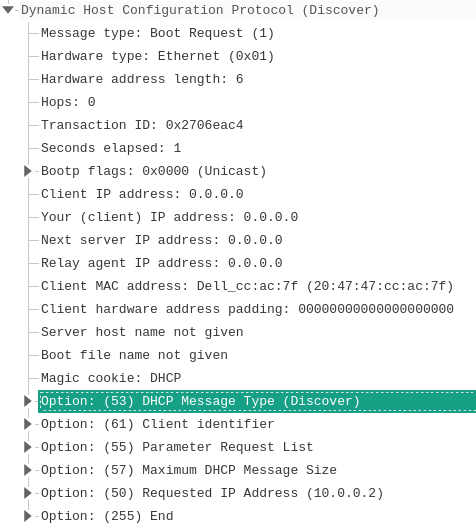 Dynamic Host Configuration Protocol (Discover)
Message type: Boot Request (1)
Hardware type: Ethernet (0x01)
Hardware address length: 6
Hops: 0
Transaction ID: 0x2706eac4
Seconds elapsed: 1
Bootp flags: 0x0000 (Unicast)
Client IP address: 0.0.0.0
Your (client) IP address: 0.0.0.0
Next server IP address: 0.0.0.0
Relay agent IP address: 0.0.0.0
Client MAC address: Dell_cc:ac:7f (20:47:47:cc:ac:7f)
Client hardware address padding: 00000000000000000000
Server host name not given
Boot file name not given
Magic cookie: DHCP
Option: (53) DHCP Message Type (Discover)
Option: (61) Client identifier
Option: (55) Parameter Request List
Option: (57) Maximum DHCP Message Size
Option: (50) Requested IP Address (10.0.0.2)
Option: (255) End